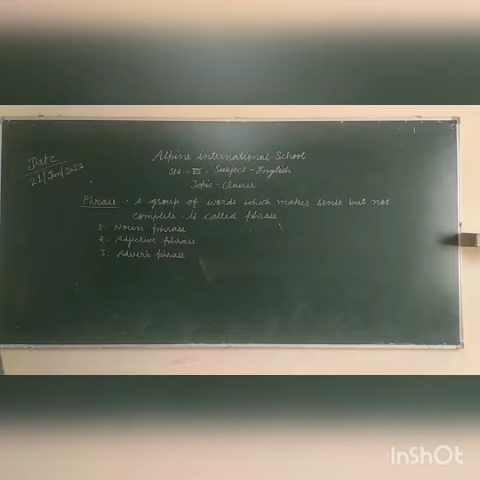 Date
21/Jan/2022
Alpine international School
Std :- VII , Subject - English
Topic - Clause
Phrase : A group of words which makes sense but not
complete . is called phrase.
1. Noun phrase
2. Adjective phrase
3. Adverb phrase
InShOt